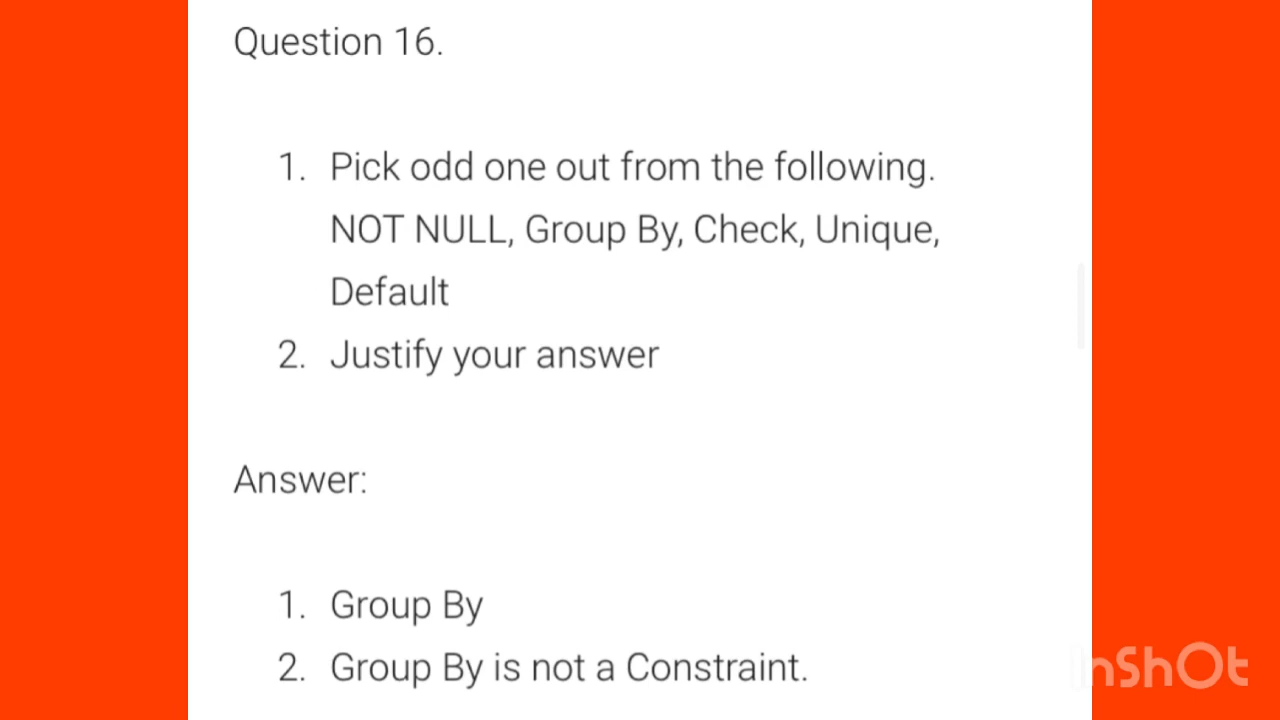 Question 16.
1. Pick odd one out from the following.
NOT NULL, Group By, Check, Unique,
Default
2. Justify your answer
Answer:
1. Group By
2. Group By is not a Constraint.
InShOt